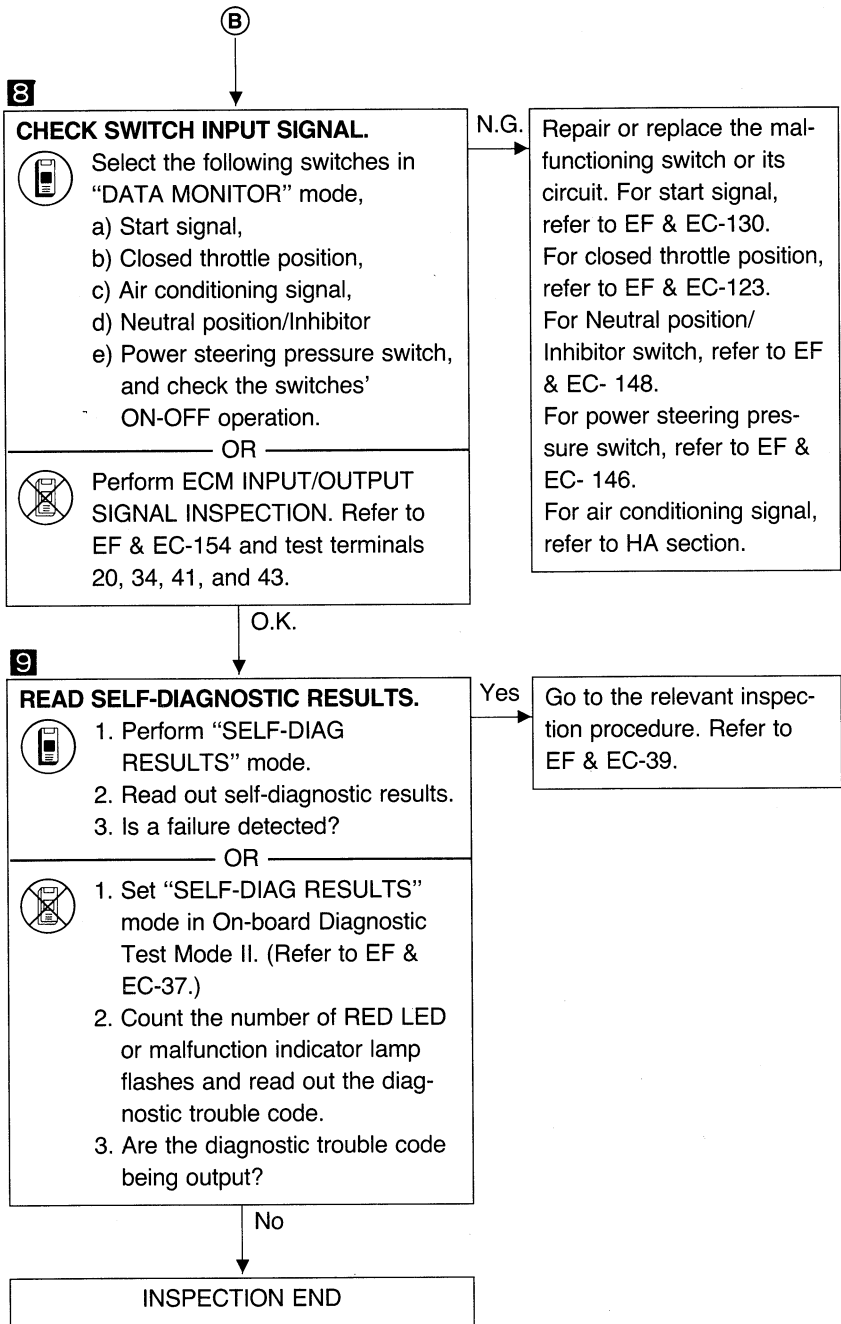 B
8
CHECK SWITCH INPUT SIGNAL.
Select the following switches in
“DATA MONITOR” mode,
a) Start signal,
b) Closed throttle position,
c) Air conditioning signal,
d) Neutral position/Inhibitor
e) Power steering pressure switch,
and check the switches’
ON-OFF operation.
OR
Perform ECM INPUT/OUTPUT
SIGNAL INSPECTION. Refer to
EF & EC-154 and test terminals
20, 34, 41, and 43.
N.G.
Repair or replace the mal-
functioning switch or its
circuit. For start signal,
refer to EF & EC-130.
For closed throttle position,
refer to EF & EC-123.
For Neutral position/
Inhibitor switch, refer to EF
& EC- 148.
For power steering pres-
sure switch, refer to EF &
EC- 146.
For air conditioning signal,
refer to HA section.
O.K.
9
READ SELF-DIAGNOSTIC RESULTS.
1. Perform “SELF-DIAG
RESULTS” mode.
2. Read out self-diagnostic results.
3. Is a failure detected?
OR
1. Set “SELF-DIAG RESULTS”
mode in On-board Diagnostic
Test Mode II. (Refer to EF &
EC-37.)
2. Count the number of RED LED
or malfunction indicator lamp
flashes and read out the diag-
nostic trouble code.
3. Are the diagnostic trouble code
being output?
Yes
Go to the relevant inspec-
tion procedure. Refer to
EF & EC-39.
No
INSPECTION END